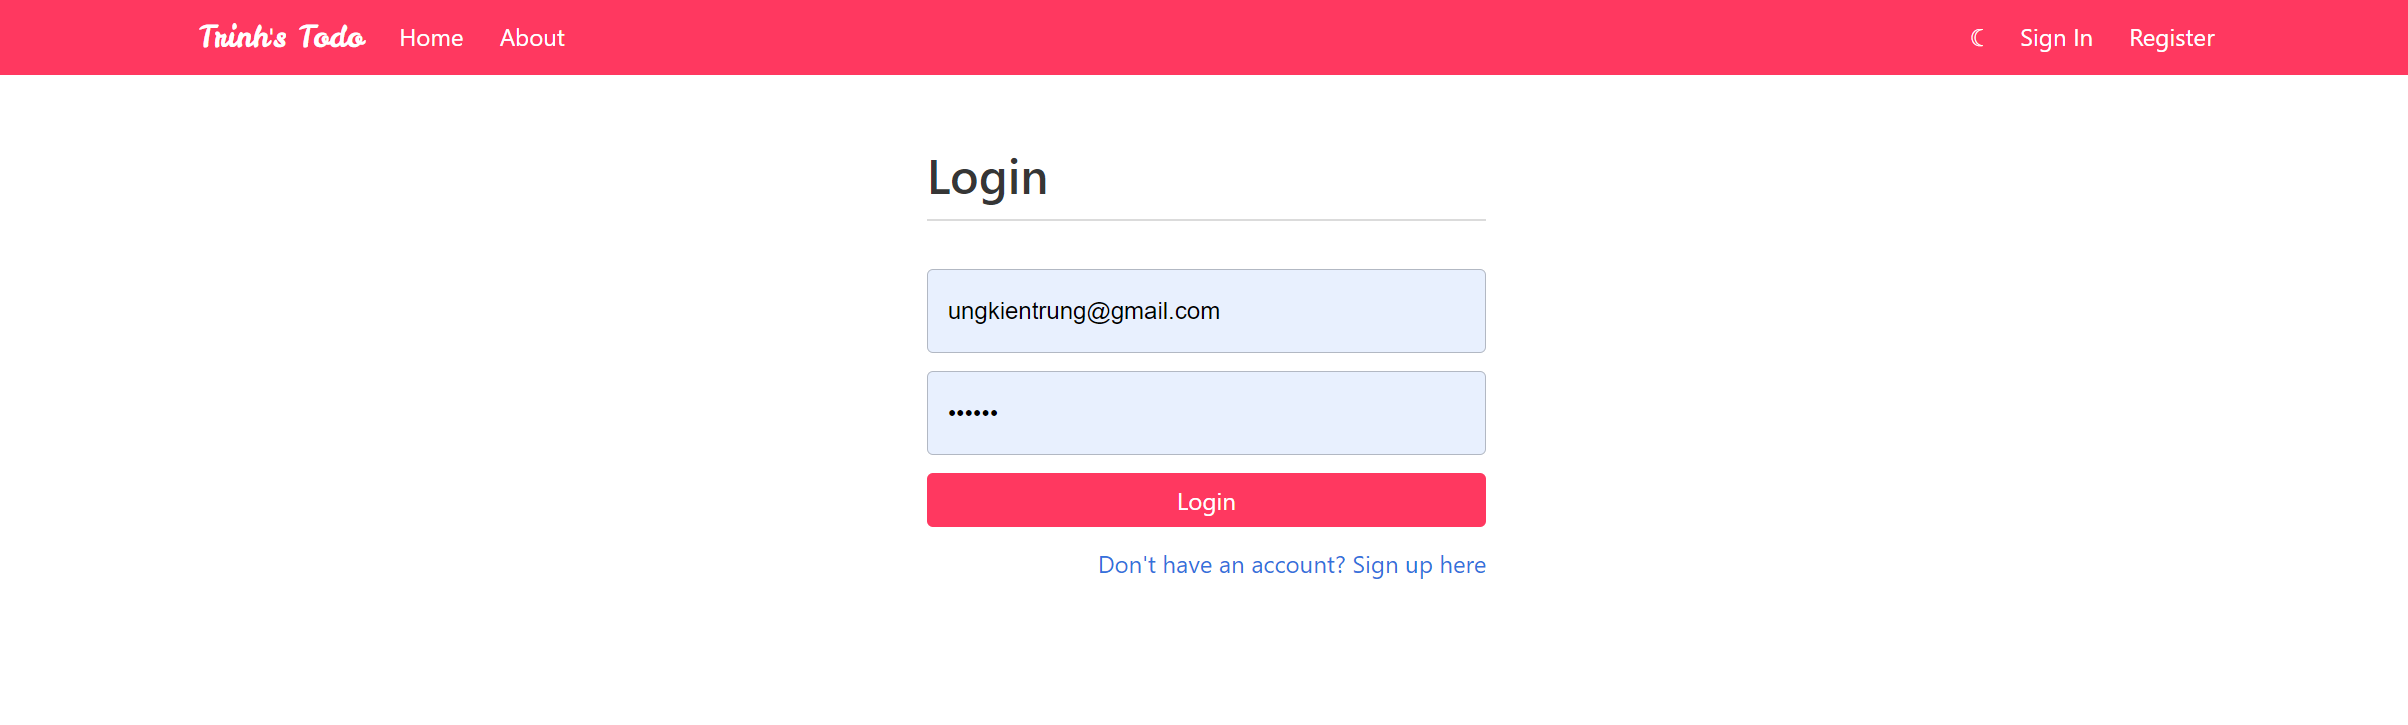 Trinh's Todo Home About Sign In Register
Login
ungkientrung@gmail.com
••••••
Login
Don't have an account? Sign up here